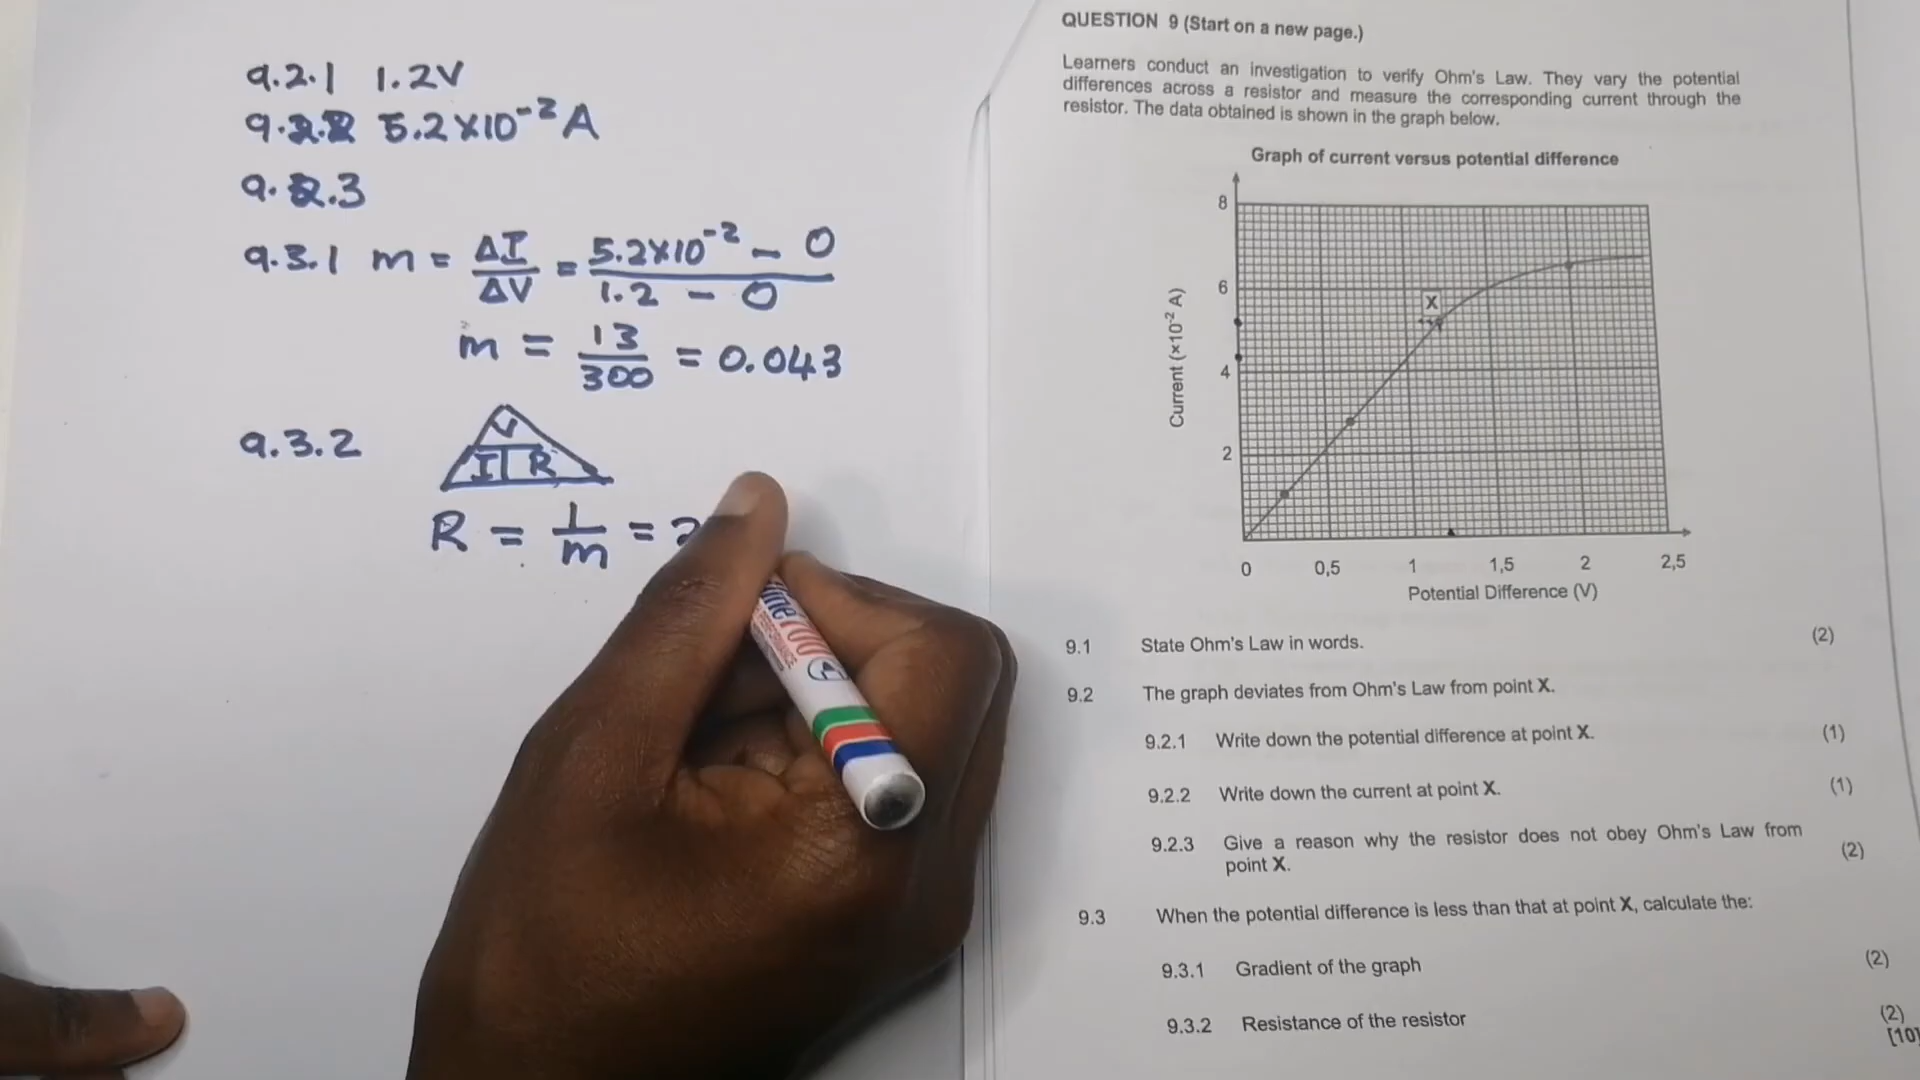 9.2.1 1.2V
9.2.2 5.2×10⁻² A
9.2.3
9.3.1 m = ΔI/ΔV = 5.2×10⁻² - 0 / 1.2 - 0
m = 13/300 = 0.043
9.3.2
V
I R
R = 1/m = 2
QUESTION 9 (Start on a new page.)
Learners conduct an investigation to verify Ohm's Law. They vary the potential
differences across a resistor and measure the corresponding current through the
resistor. The data obtained is shown in the graph below.
Graph of current versus potential difference
8
6
4
2
X
Current (×10⁻² A)
0 0,5 1 1,5 2 2,5
Potential Difference (V)
9.1 State Ohm's Law in words. (2)
9.2 The graph deviates from Ohm's Law from point X.
9.2.1 Write down the potential difference at point X. (1)
9.2.2 Write down the current at point X. (1)
9.2.3 Give a reason why the resistor does not obey Ohm's Law from
point X. (2)
9.3 When the potential difference is less than that at point X, calculate the:
9.3.1 Gradient of the graph (2)
9.3.2 Resistance of the resistor (2)
[10]